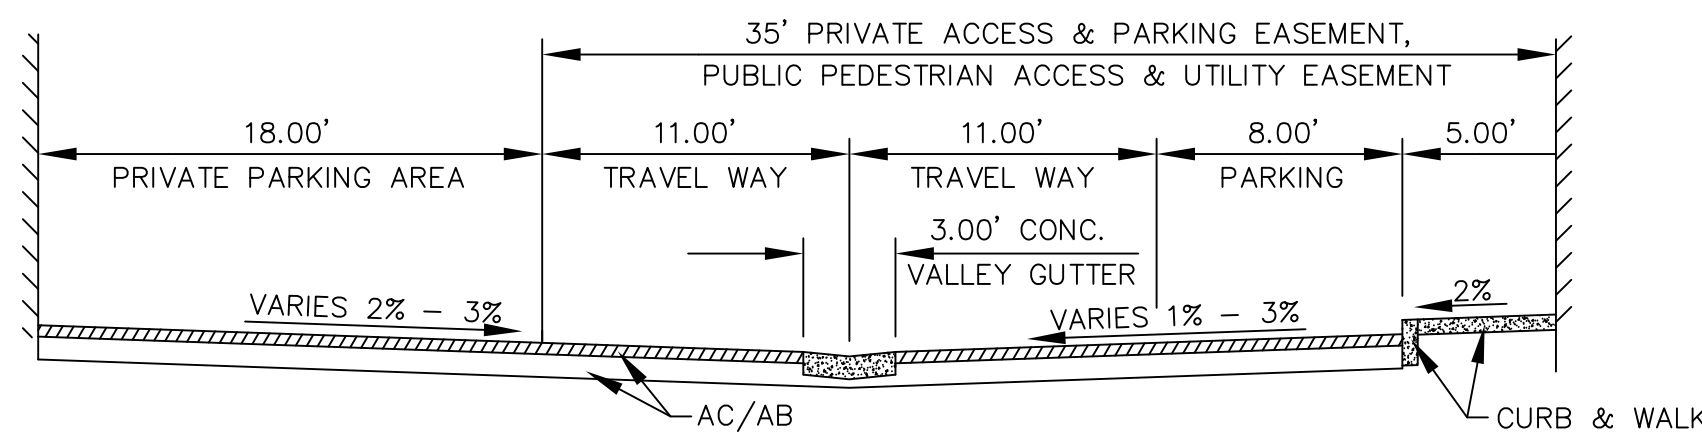 35' PRIVATE ACCESS & PARKING EASEMENT,
PUBLIC PEDESTRIAN ACCESS & UTILITY EASEMENT
18.00'
PRIVATE PARKING AREA
11.00'
TRAVEL WAY
11.00'
TRAVEL WAY
8.00'
PARKING
5.00'
3.00' CONC.
VALLEY GUTTER
VARIES 2% - 3%
VARIES 1% - 3%
2%
AC/AB
CURB & WALK